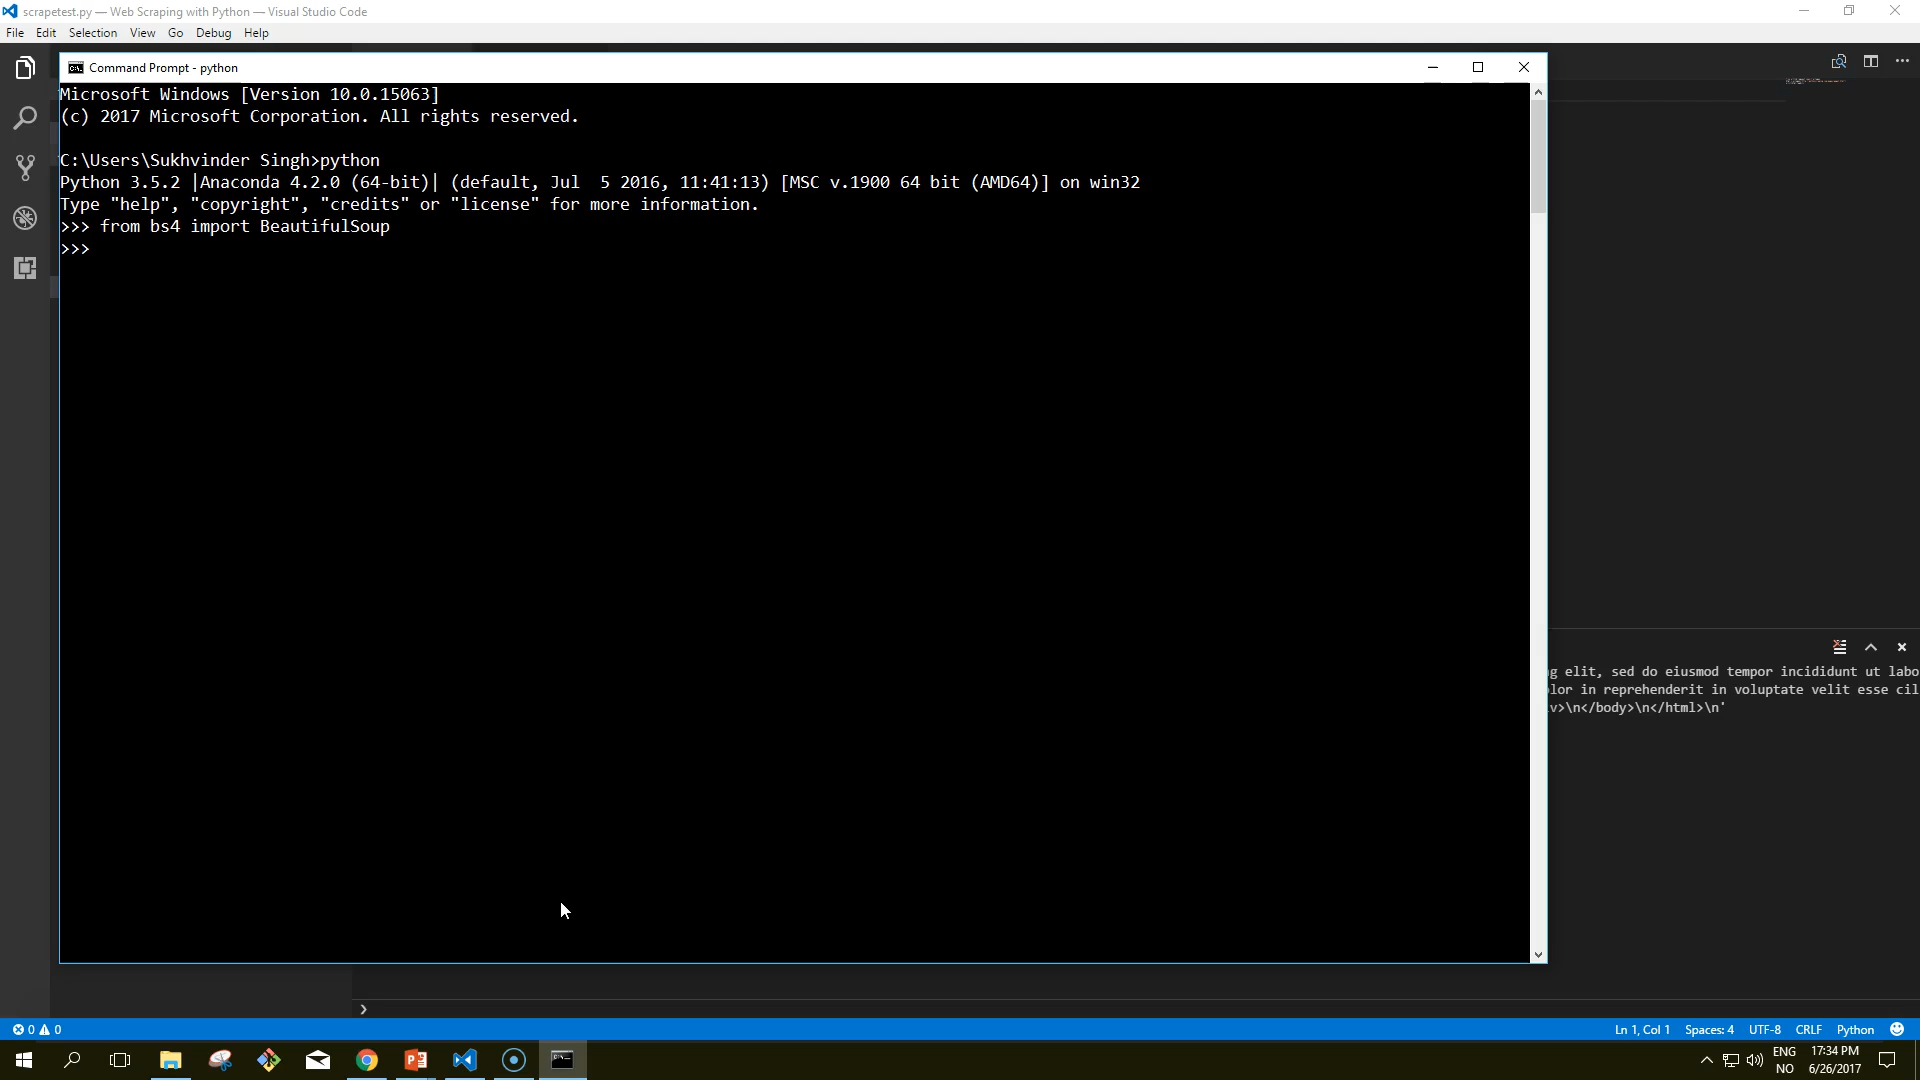 scrapetest.py — Web Scraping with Python — Visual Studio Code
File Edit Selection View Go Debug Help
Command Prompt - python
Microsoft Windows [Version 10.0.15063]
(c) 2017 Microsoft Corporation. All rights reserved.
C:\Users\Sukhvinder Singh>python
Python 3.5.2 |Anaconda 4.2.0 (64-bit)| (default, Jul  5 2016, 11:41:13) [MSC v.1900 64 bit (AMD64)] on win32
Type "help", "copyright", "credits" or "license" for more information.
>>> from bs4 import BeautifulSoup
>>>
g elit, sed do eiusmod tempor incididunt ut labo
lor in reprehenderit in voluptate velit esse cil
v>\n</body>\n</html>\n'
0 0 Ln 1, Col 1 Spaces: 4 UTF-8 CRLF Python
ENG 17:34 PM
NO 6/26/2017